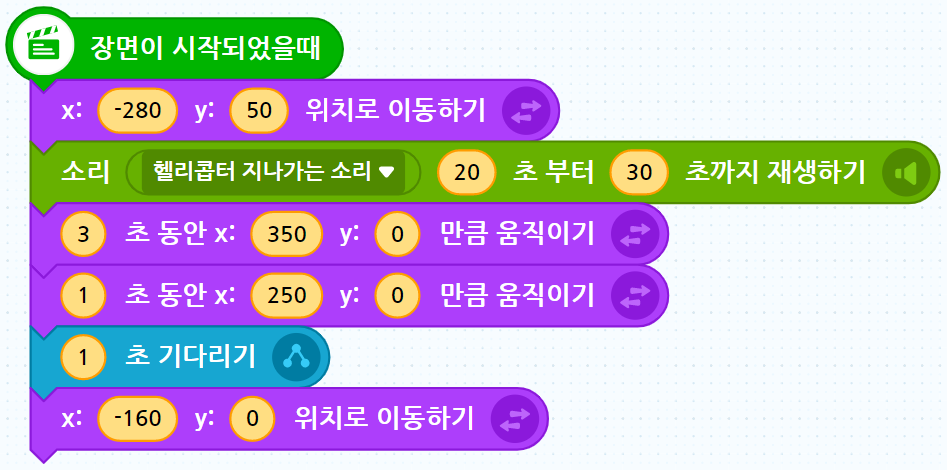 장면이 시작되었을때
x: -280 y: 50 위치로 이동하기
소리 헬리콥터 지나가는 소리 20 초 부터 30 초까지 재생하기
3 초 동안 x: 350 y: 0 만큼 움직이기
1 초 동안 x: 250 y: 0 만큼 움직이기
1 초 기다리기
x: -160 y: 0 위치로 이동하기